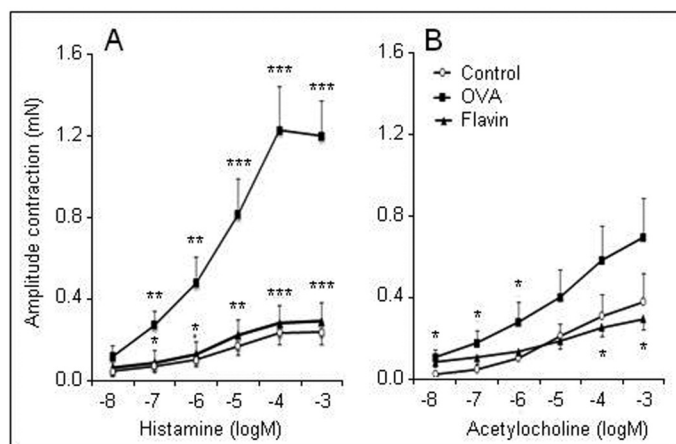 A
B
Control
OVA
Flavin
Amplitude contraction (mN)
1.6
1.2
0.8
0.4
0.0
1.6
1.2
0.8
0.4
0.0
***
***
***
**
**
*
*
**
***
***
*
*
*
*
*
-8 -7 -6 -5 -4 -3
-8 -7 -6 -5 -4 -3
Histamine (logM)
Acetylocholine (logM)